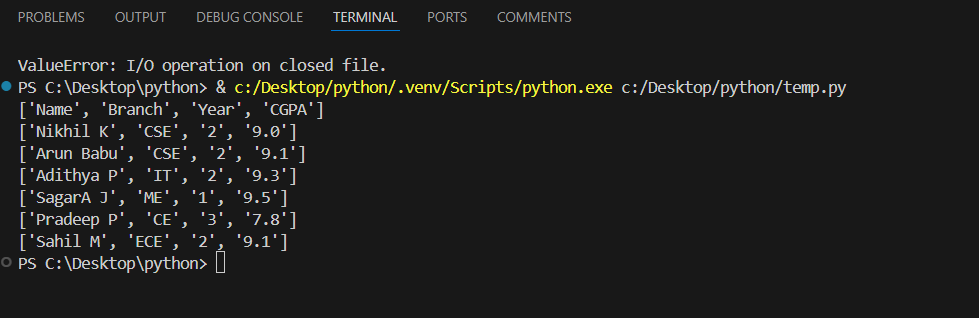 PROBLEMS OUTPUT DEBUG CONSOLE TERMINAL PORTS COMMENTS
ValueError: I/O operation on closed file.
PS C:\Desktop\python> & c:/Desktop/python/.venv/Scripts/python.exe c:/Desktop/python/temp.py
['Name', 'Branch', 'Year', 'CGPA']
['Nikhil K', 'CSE', '2', '9.0']
['Arun Babu', 'CSE', '2', '9.1']
['Adithya P', 'IT', '2', '9.3']
['SagarA J', 'ME', '1', '9.5']
['Pradeep P', 'CE', '3', '7.8']
['Sahil M', 'ECE', '2', '9.1']
PS C:\Desktop\python>